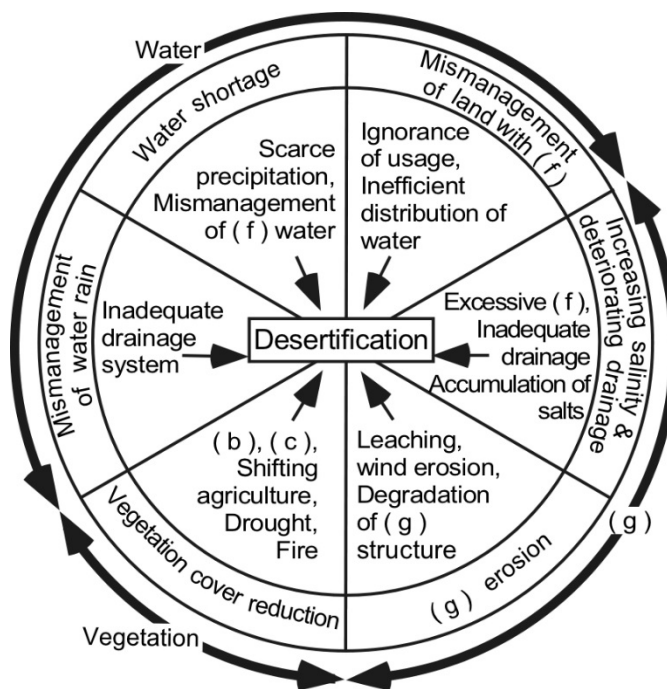 Water
Water shortage
Mismanagement
of land with ( f )
Scarce
precipitation,
Mismanagement
of ( f ) water
Ignorance
of usage,
Inefficient
distribution of
water
Mismanagement
of water rain
Inadequate
drainage
system
Desertification
Excessive ( f ),
Inadequate
drainage
Accumulation of
salts
Increasing salinity &
deteriorating drainage
( b ), ( c ),
Shifting
agriculture,
Drought,
Fire
Leaching,
wind erosion,
Degradation
of ( g )
structure
( g )
Vegetation cover reduction
( g ) erosion
Vegetation